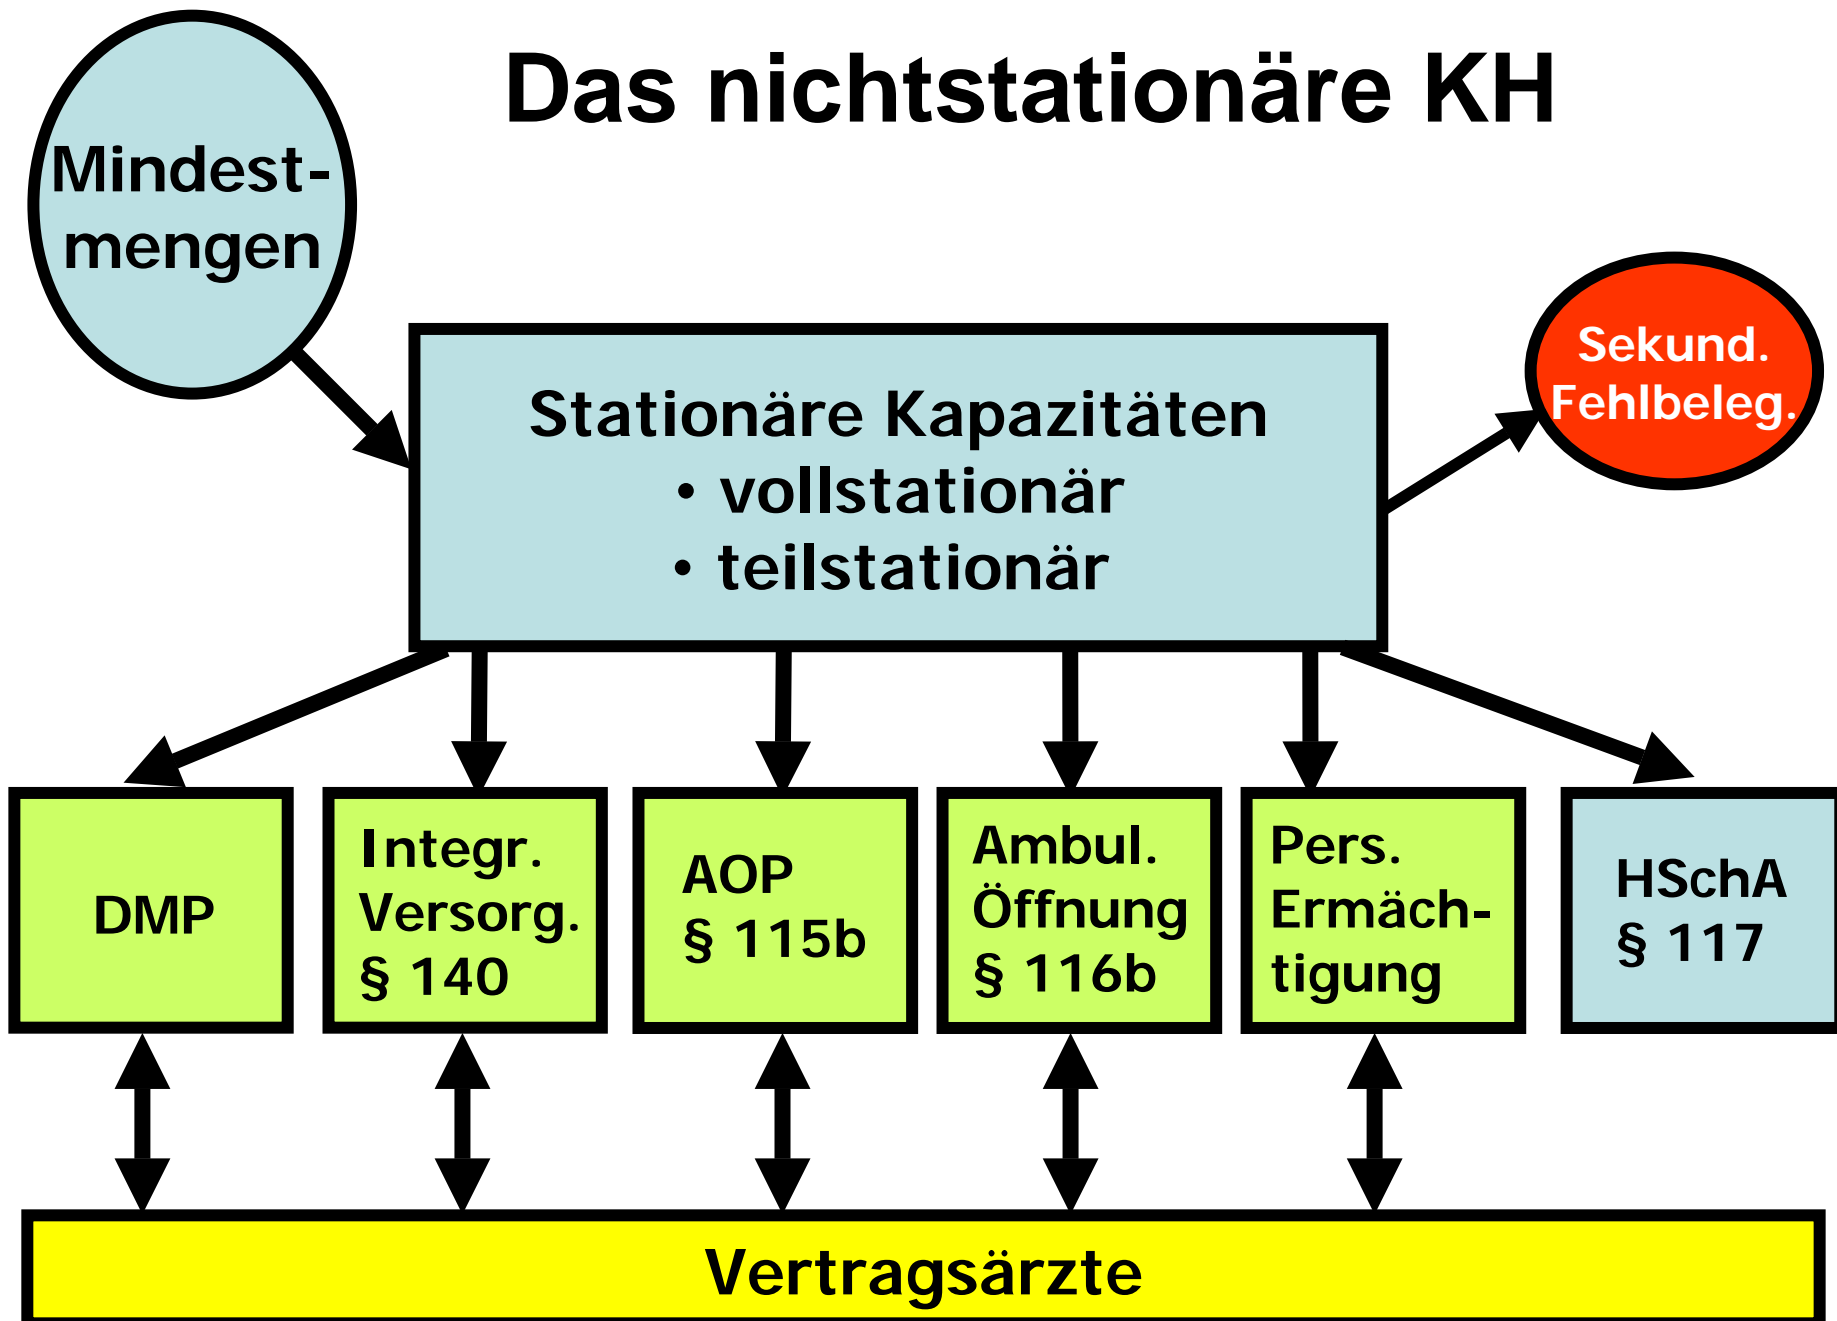 Das nichtstationäre KH
Mindest-
mengen
Sekund.
Fehlbeleg.
Stationäre Kapazitäten
• vollstationär
• teilstationär
DMP
Integr.
Versorg.
§ 140
AOP
§ 115b
Ambul.
Öffnung
§ 116b
Pers.
Ermäch-
tigung
HSchA
§ 117
Vertragsärzte